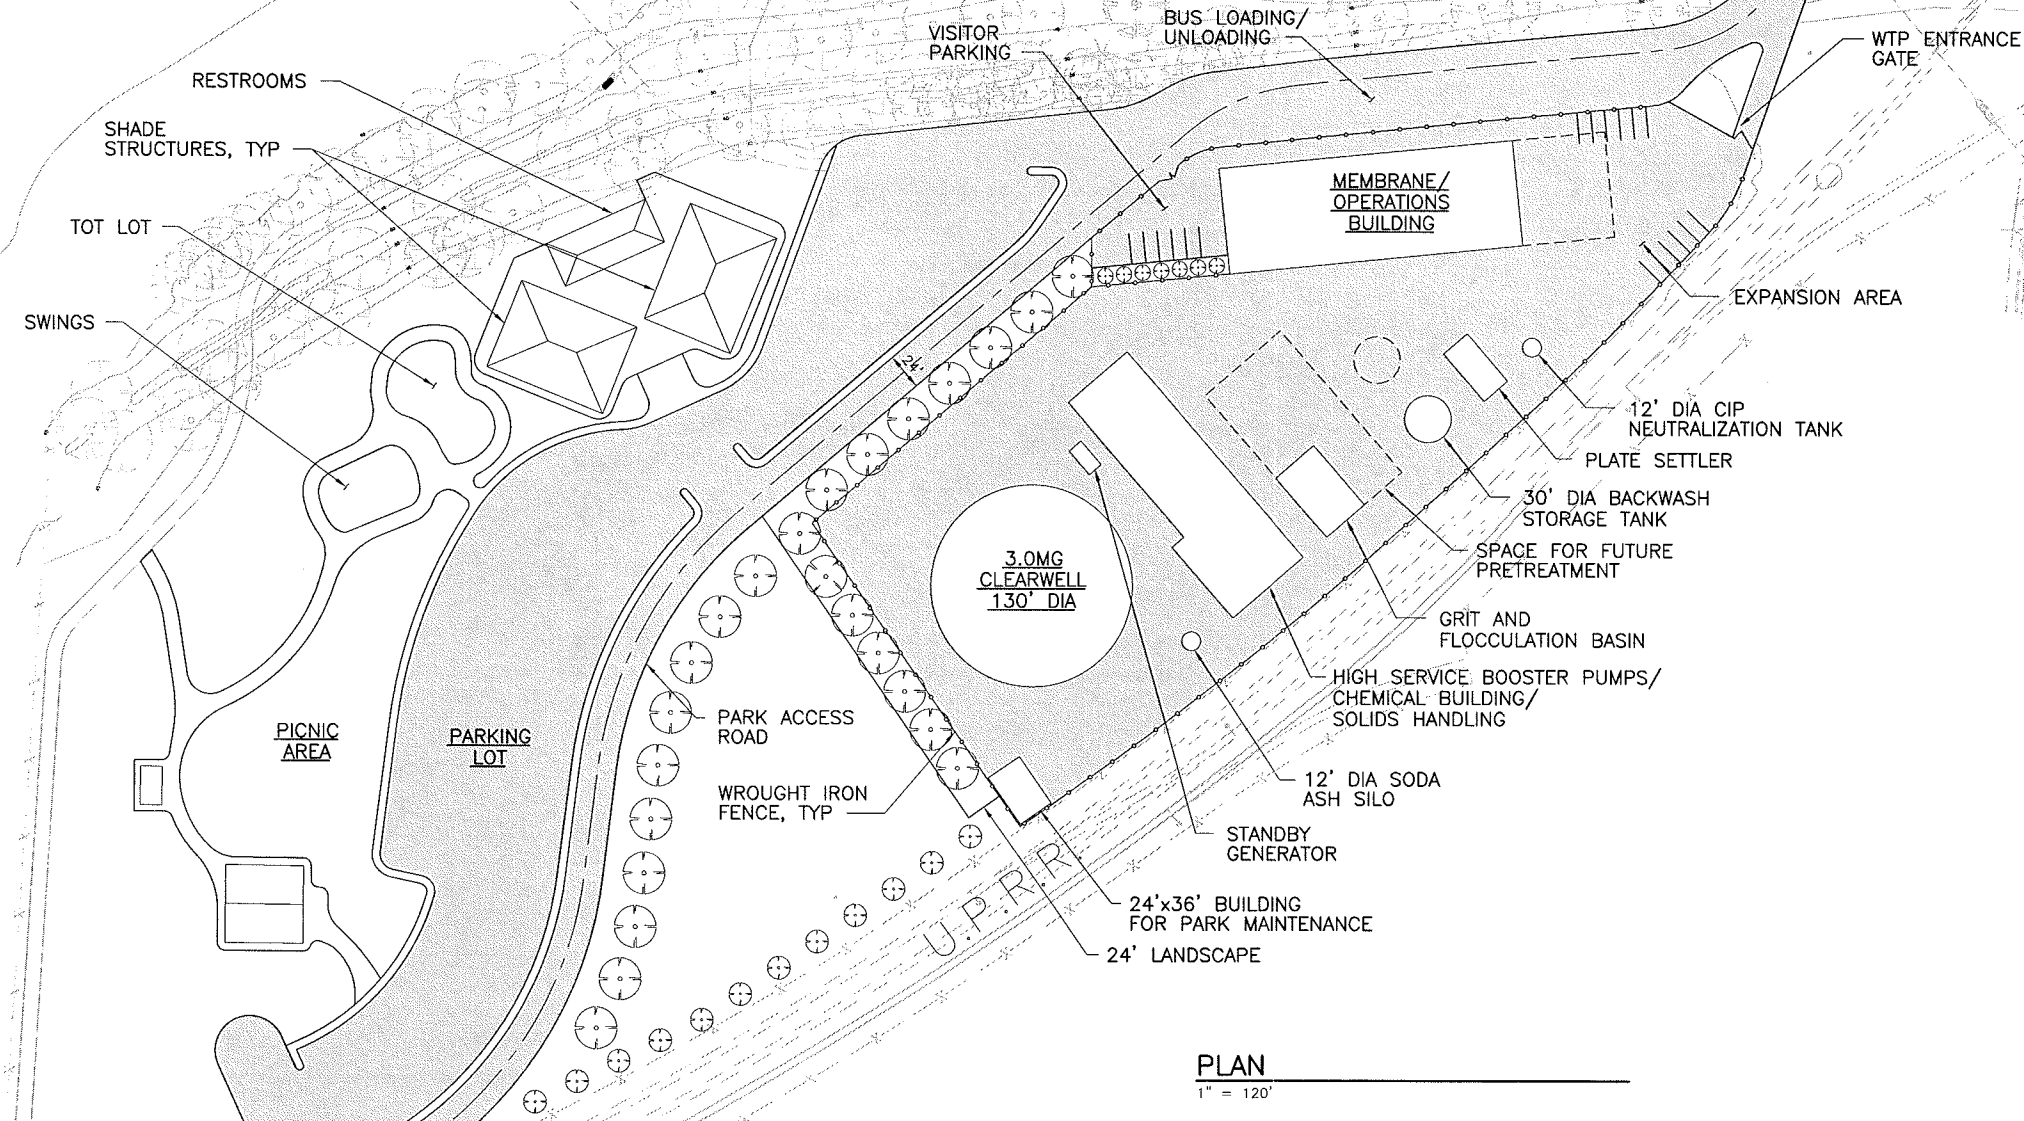 BUS LOADING/
UNLOADING
VISITOR
PARKING
WTP ENTRANCE
GATE
RESTROOMS
SHADE
STRUCTURES, TYP
MEMBRANE/
OPERATIONS
BUILDING
TOT LOT
EXPANSION AREA
SWINGS
24'
12' DIA CIP
NEUTRALIZATION TANK
PLATE SETTLER
30' DIA BACKWASH
STORAGE TANK
SPACE FOR FUTURE
PRETREATMENT
3.0MG
CLEARWELL
130' DIA
GRIT AND
FLOCCULATION BASIN
HIGH SERVICE BOOSTER PUMPS/
CHEMICAL BUILDING/
SOLIDS HANDLING
PARK ACCESS
ROAD
PICNIC
AREA
PARKING
LOT
12' DIA SODA
ASH SILO
WROUGHT IRON
FENCE, TYP
STANDBY
GENERATOR
24'x36' BUILDING
FOR PARK MAINTENANCE
U.P.R.R.
24' LANDSCAPE
PLAN
1" = 120'